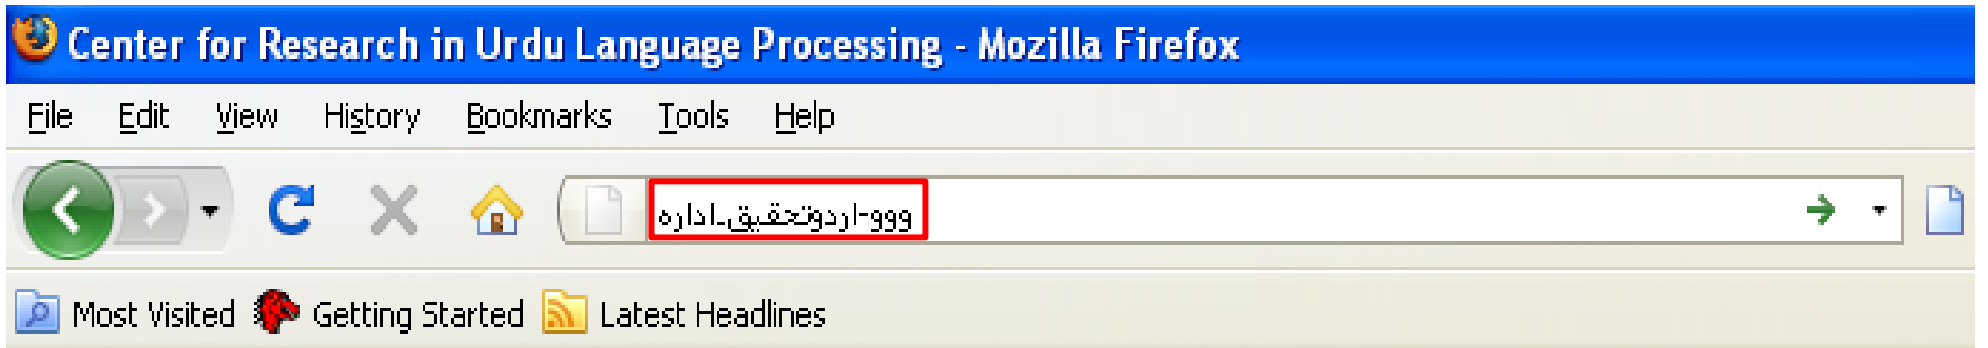 Center for Research in Urdu Language Processing - Mozilla Firefox
File Edit View History Bookmarks Tools Help
ووو-اردوتحقیق۔ادارہ
Most Visited Getting Started Latest Headlines